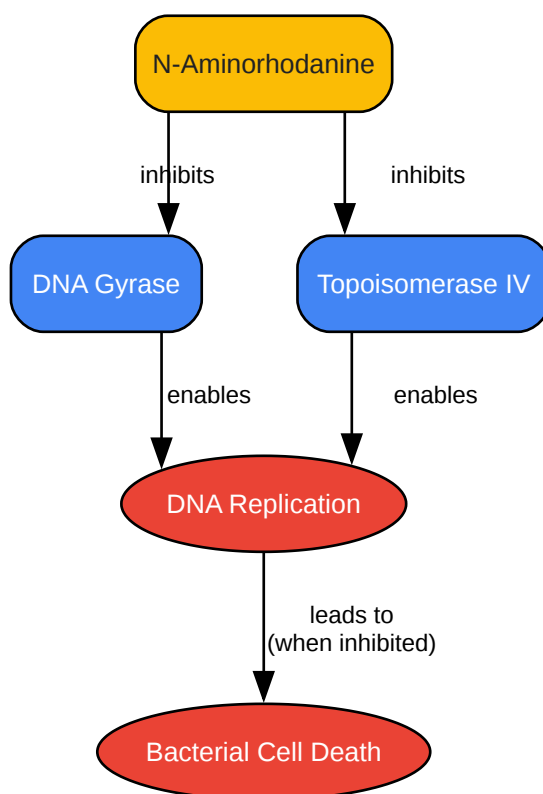 N-Aminorhodanine
inhibits
inhibits
DNA Gyrase
Topoisomerase IV
enables
enables
DNA Replication
leads to
(when inhibited)
Bacterial Cell Death